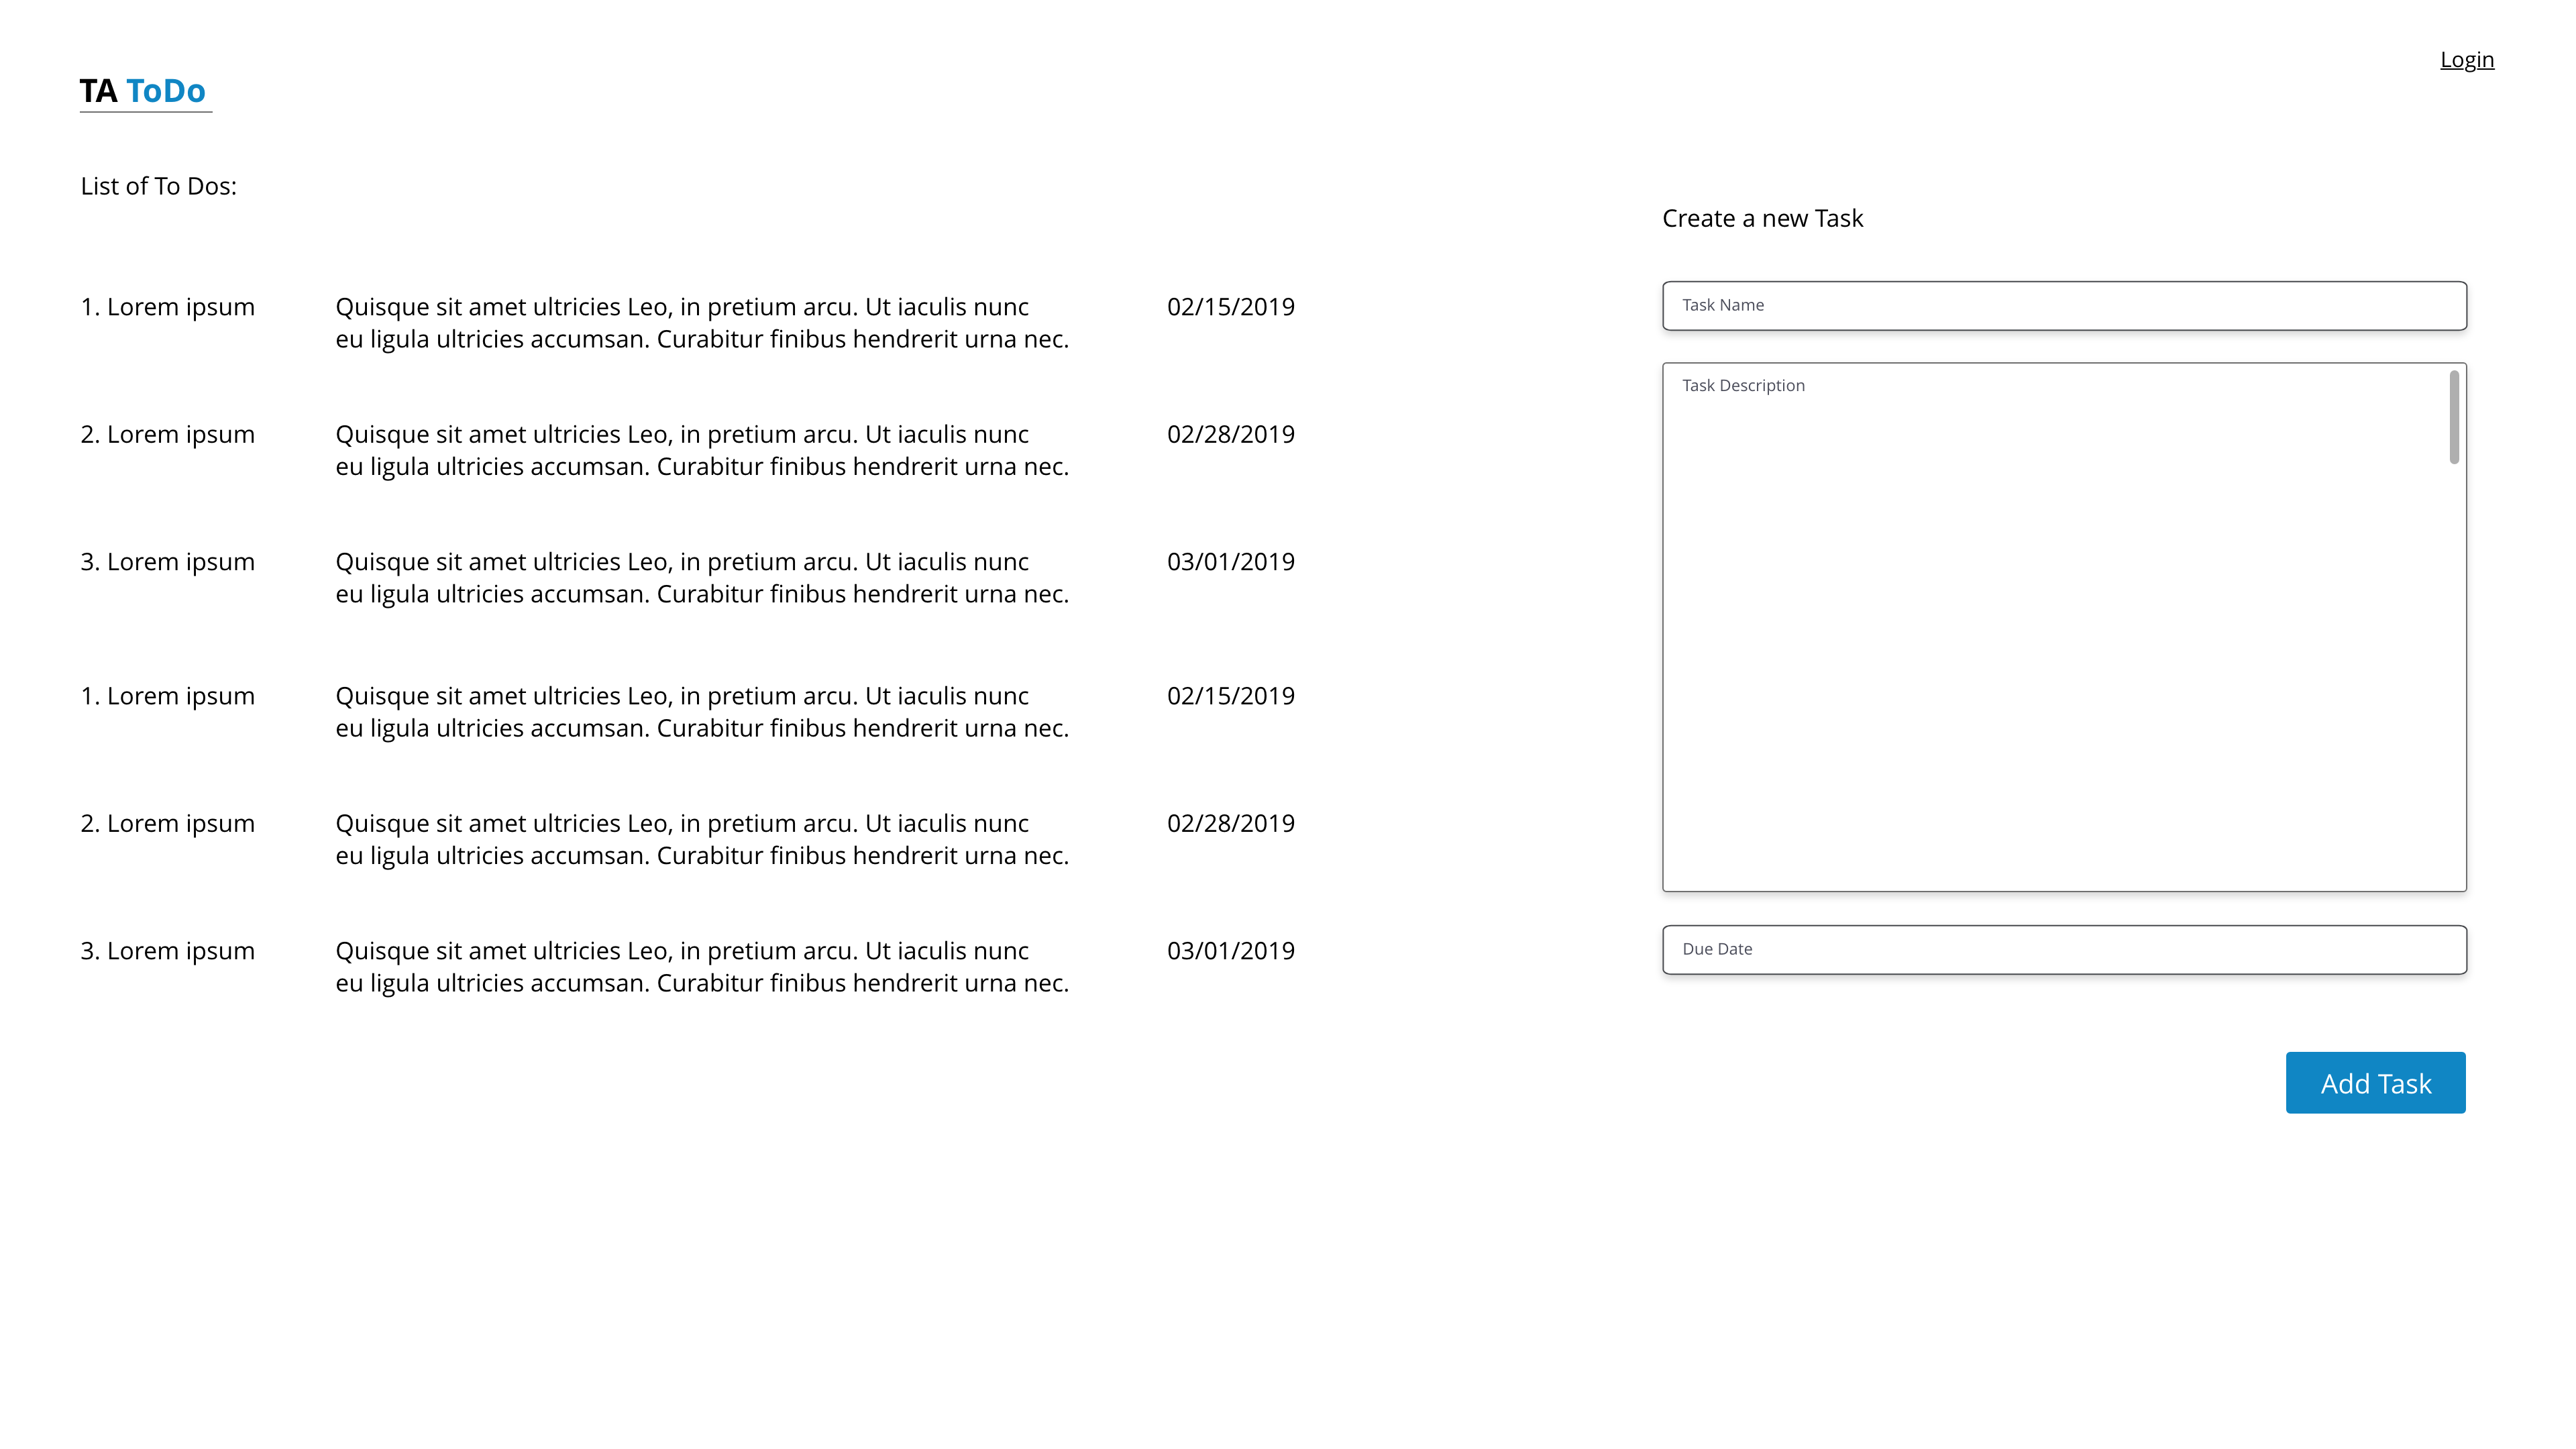 Login
TA ToDo
List of To Dos:
1. Lorem ipsum
Quisque sit amet ultricies Leo, in pretium arcu. Ut iaculis nunc
eu ligula ultricies accumsan. Curabitur finibus hendrerit urna nec.
02/15/2019
2. Lorem ipsum
Quisque sit amet ultricies Leo, in pretium arcu. Ut iaculis nunc
eu ligula ultricies accumsan. Curabitur finibus hendrerit urna nec.
02/28/2019
3. Lorem ipsum
Quisque sit amet ultricies Leo, in pretium arcu. Ut iaculis nunc
eu ligula ultricies accumsan. Curabitur finibus hendrerit urna nec.
03/01/2019
1. Lorem ipsum
Quisque sit amet ultricies Leo, in pretium arcu. Ut iaculis nunc
eu ligula ultricies accumsan. Curabitur finibus hendrerit urna nec.
02/15/2019
2. Lorem ipsum
Quisque sit amet ultricies Leo, in pretium arcu. Ut iaculis nunc
eu ligula ultricies accumsan. Curabitur finibus hendrerit urna nec.
02/28/2019
3. Lorem ipsum
Quisque sit amet ultricies Leo, in pretium arcu. Ut iaculis nunc
eu ligula ultricies accumsan. Curabitur finibus hendrerit urna nec.
03/01/2019
Create a new Task
Task Name
Task Description
Due Date
Add Task